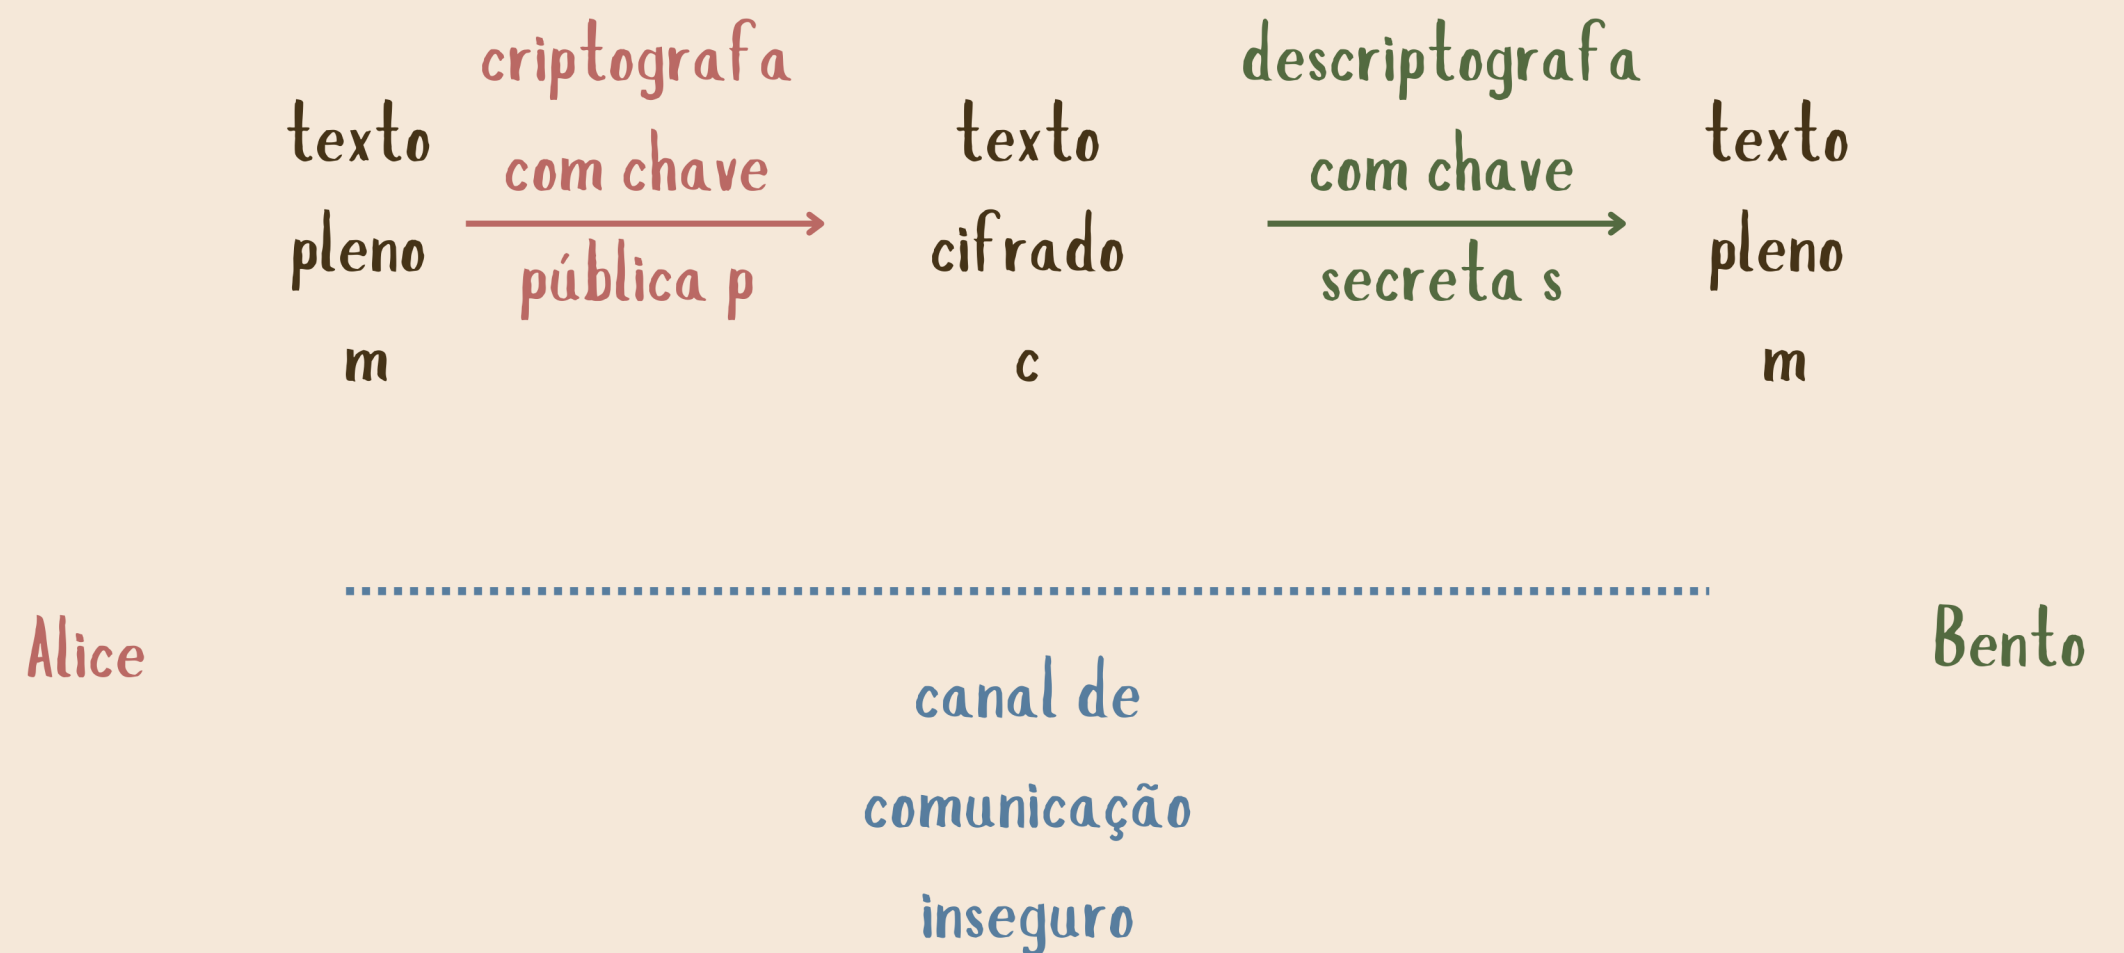 texto
pleno
m
criptografa
com chave
pública p
texto
cifrado
c
descriptografa
com chave
secreta s
texto
pleno
m
Alice
canal de
comunicação
inseguro
Bento